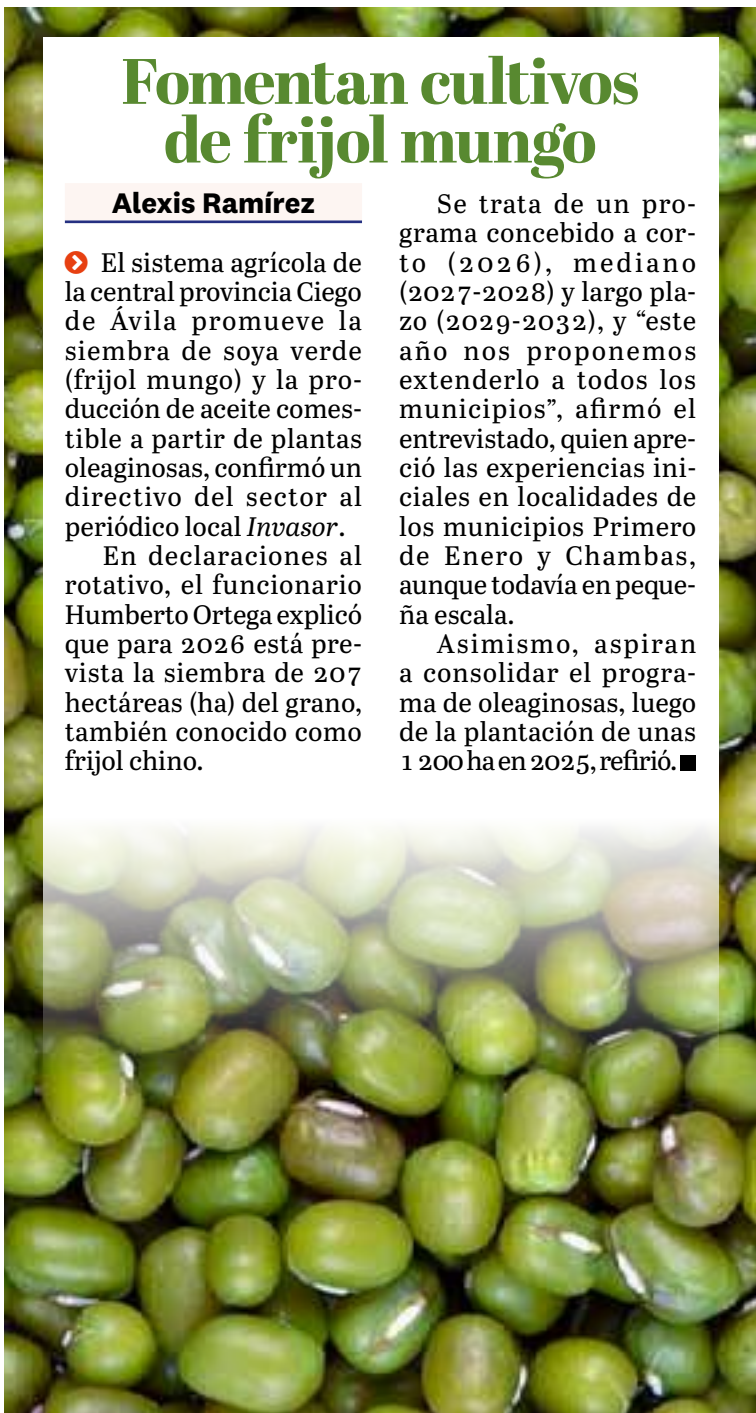 Fomentan cultivos
de frijol mungo
Alexis Ramírez
El sistema agrícola de
la central provincia Ciego
de Ávila promueve la
siembra de soya verde
(frijol mungo) y la pro-
ducción de aceite comes-
tible a partir de plantas
oleaginosas, confirmó un
directivo del sector al
periódico local Invasor.
En declaraciones al
rotativo, el funcionario
Humberto Ortega explicó
que para 2026 está pre-
vista la siembra de 207
hectáreas (ha) del grano,
también conocido como
frijol chino.
Se trata de un pro-
grama concebido a cor-
to (2026), mediano
(2027-2028) y largo pla-
zo (2029-2032), y “este
año nos proponemos
extenderlo a todos los
municipios”, afirmó el
entrevistado, quien apre-
ció las experiencias ini-
ciales en localidades de
los municipios Primero
de Enero y Chambas,
aunque todavía en peque-
ña escala.
Asimismo, aspiran
a consolidar el progra-
ma de oleaginosas, luego
de la plantación de unas
1 200 ha en 2025, refirió.